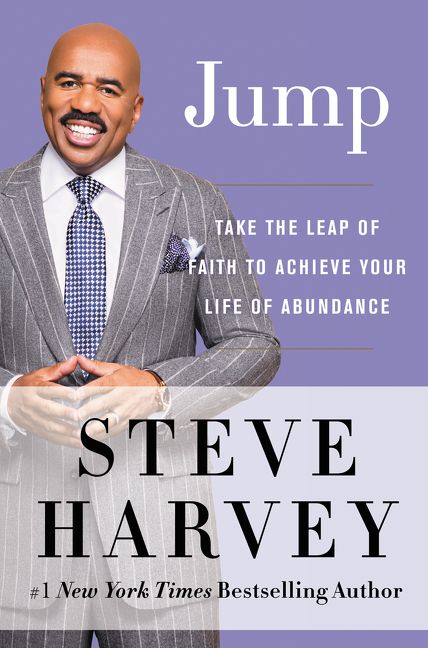 Jump
TAKE THE LEAP OF
FAITH TO ACHIEVE YOUR
LIFE OF ABUNDANCE
STEVE
HARVEY
#1 New York Times Bestselling Author